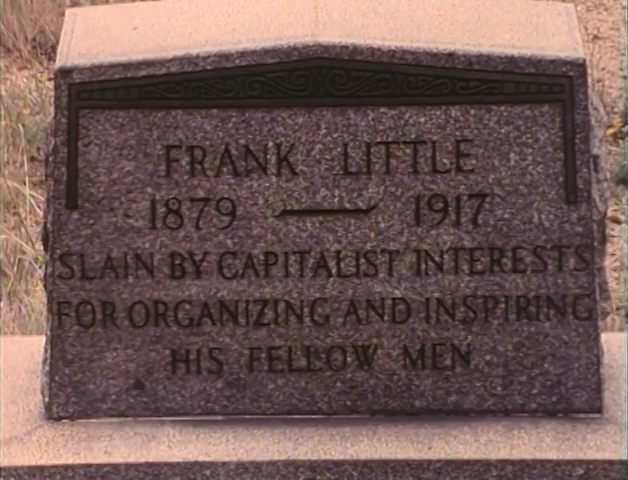 FRANK LITTLE
1879 — 1917
SLAIN BY CAPITALIST INTERESTS
FOR ORGANIZING AND INSPIRING
HIS FELLOW MEN